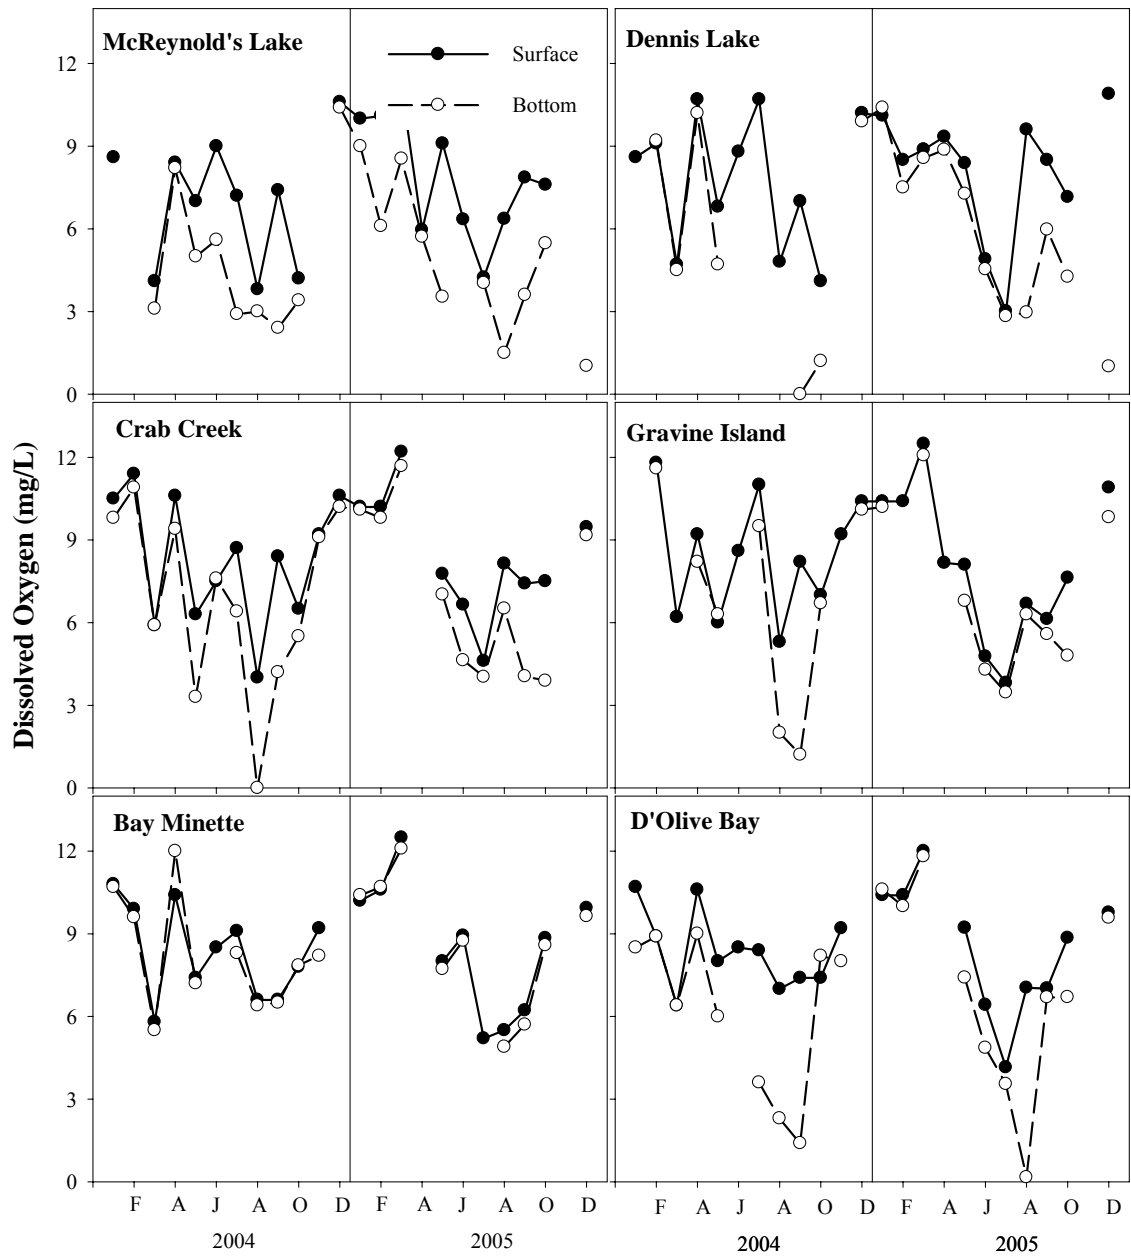 McReynold's Lake
Surface
Bottom
Dennis Lake
12
9
6
3
0
Crab Creek
Gravine Island
12
9
6
3
0
Dissolved Oxygen (mg/L)
Bay Minette
D'Olive Bay
12
9
6
3
0
F A J A O D F A J A O D F A J A O D F A J A O D
2004 2005 2004 2005